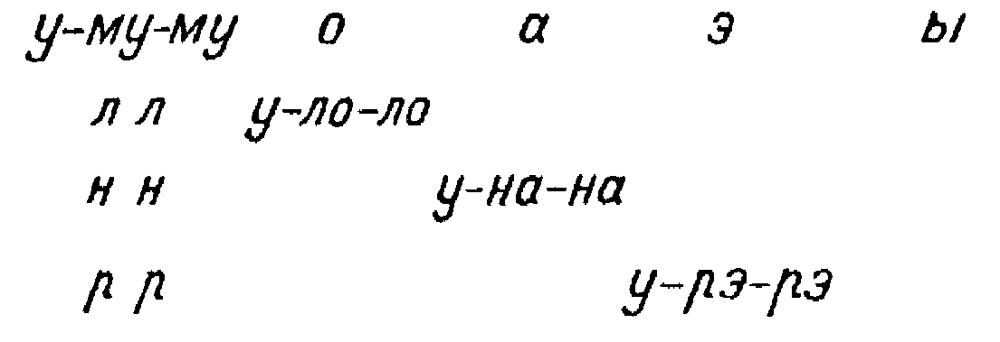 у-му-му о а э ы
л л у-ло-ло
н н у-на-на
р р у-рэ-рэ